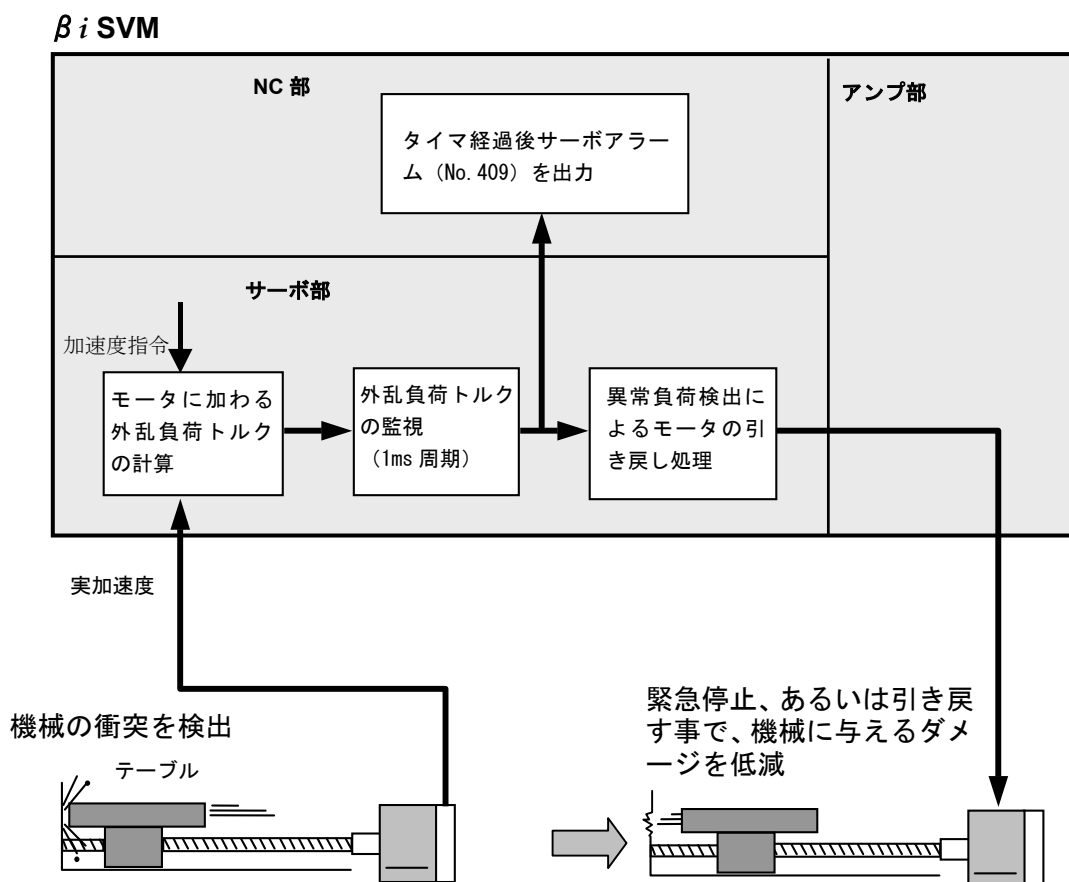 βi SVM
NC 部
アンプ部
タイマ経過後サーボアラー
ム（No.409）を出力
サーボ部
加速度指令
モータに加わる
外乱負荷トルク
の計算
外乱負荷トルク
の監視
（1ms 周期）
異常負荷検出に
よるモータの引
き戻し処理
実加速度
機械の衝突を検出
テーブル
緊急停止、あるいは引き戻
す事で、機械に与えるダメ
ージを低減